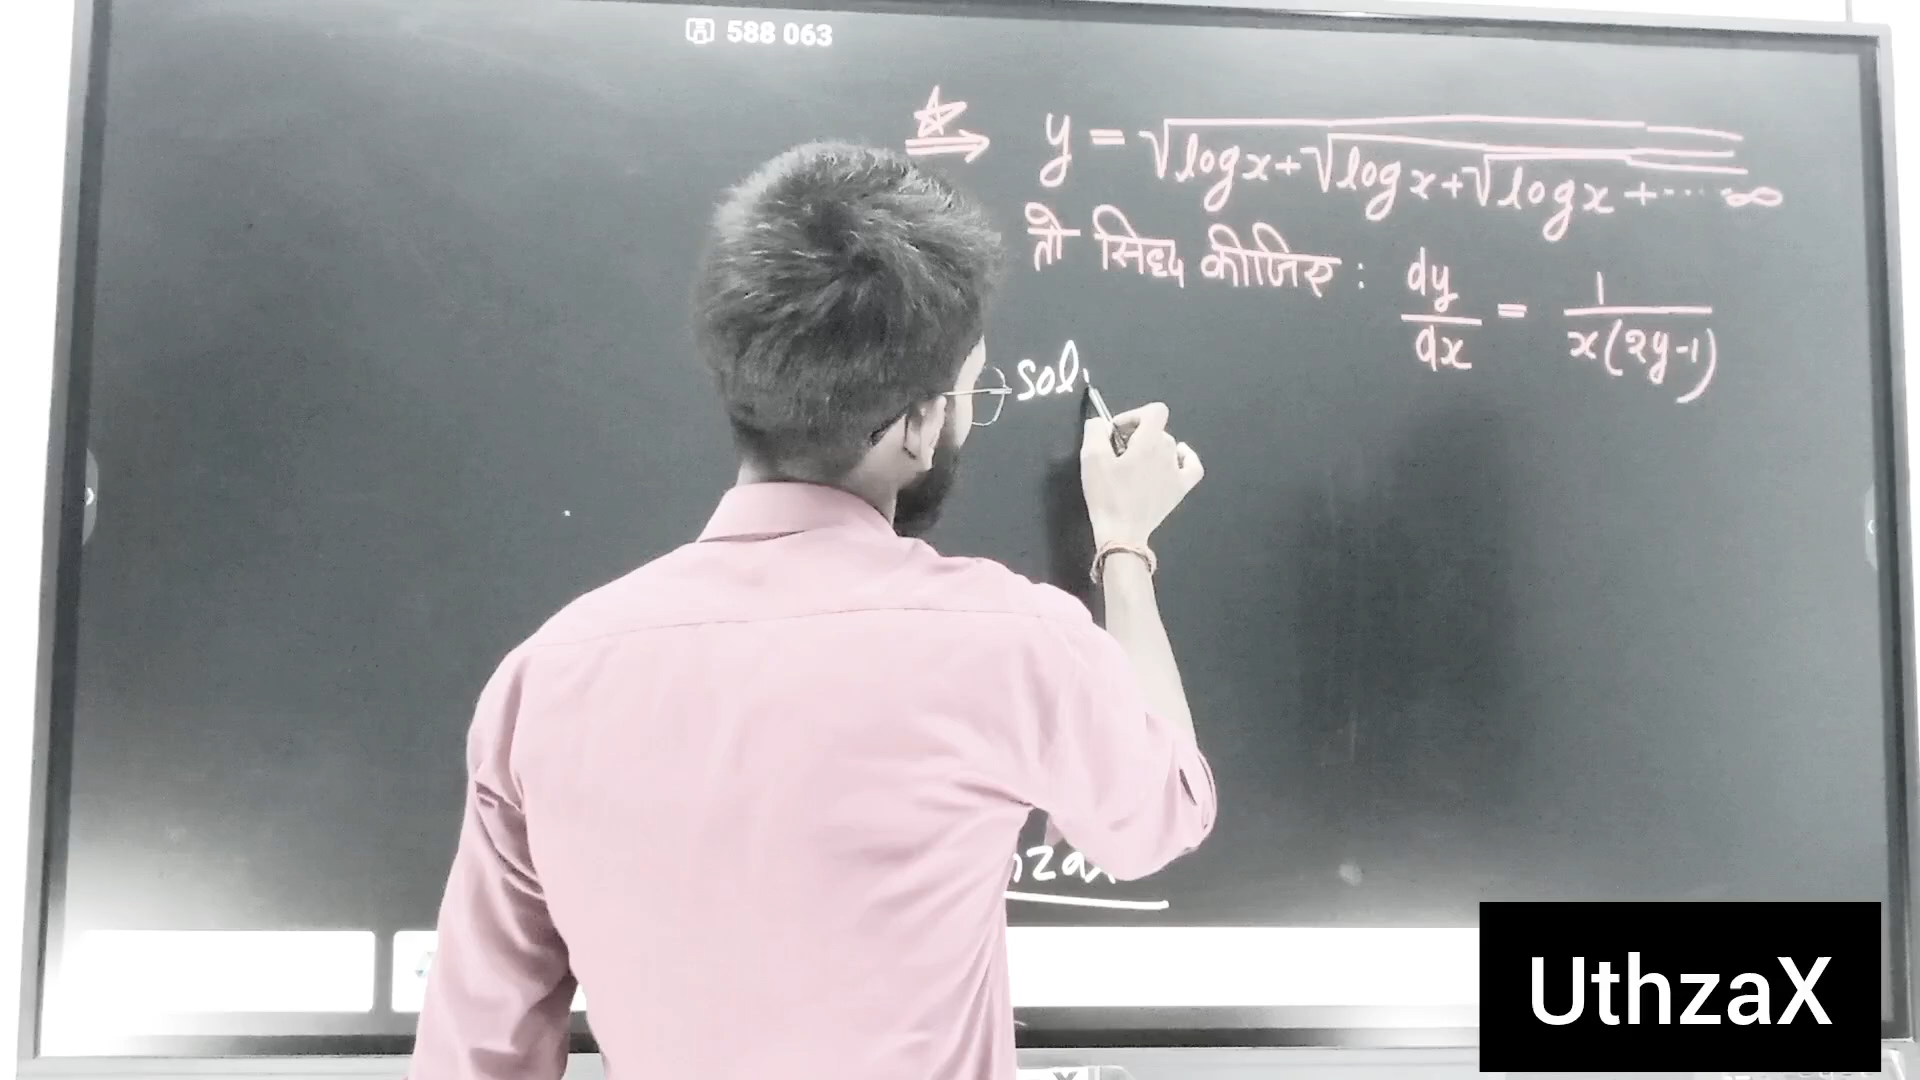 588 063
y = √log x + √log x + √log x + ..... ∞
तो सिद्ध कीजिए : dy/dx = 1/x(2y-1)
sol
UthzaX